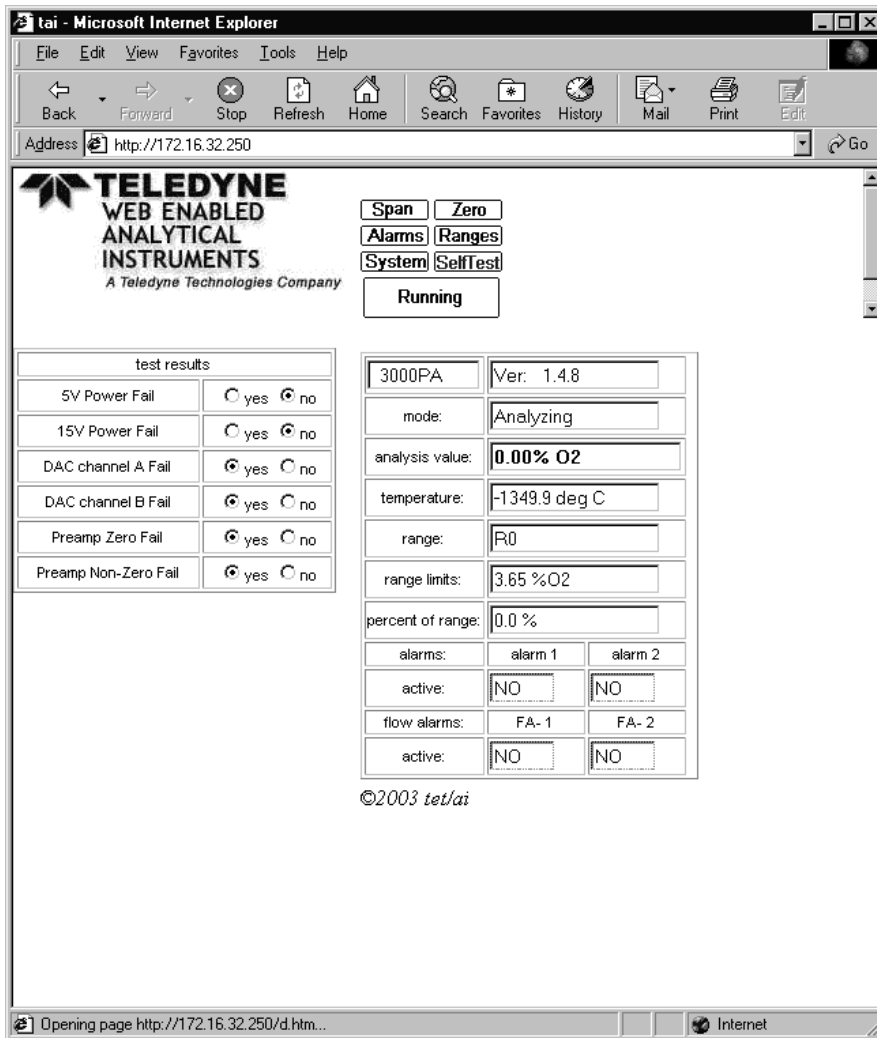 tai - Microsoft Internet Explorer
File Edit View Favorites Tools Help
Back Forward Stop Refresh Home Search Favorites History Mail Print Edit
Address http://172.16.32.250 Go
TELEDYNE
WEB ENABLED
ANALYTICAL
INSTRUMENTS
A Teledyne Technologies Company
Span Zero
Alarms Ranges
System SelfTest
Running
test results
5V Power Fail yes no
15V Power Fail yes no
DAC channel A Fail yes no
DAC channel B Fail yes no
Preamp Zero Fail yes no
Preamp Non-Zero Fail yes no
3000PA Ver: 1.4.8
mode: Analyzing
analysis value: 0.00% O2
temperature: -1349.9 deg C
range: R0
range limits: 3.65 %O2
percent of range: 0.0 %
alarms: alarm 1 alarm 2
active: NO NO
flow alarms: FA- 1 FA- 2
active: NO NO
©2003 tet/ai
Opening page http://172.16.32.250/d.htm... Internet